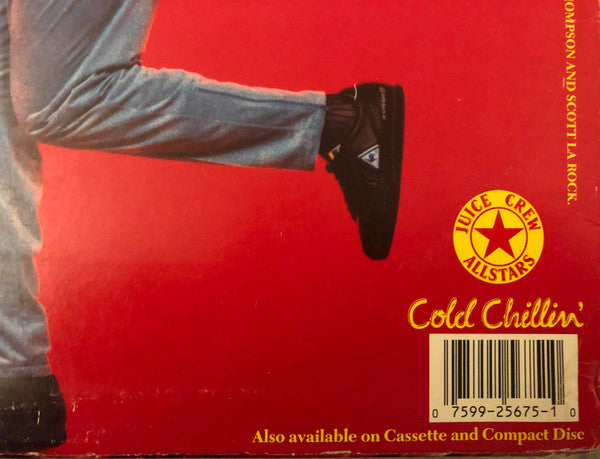 OMPSON AND SCOTT LA ROCK.
JUICE CREW
ALLSTARS
Cold Chillin'
0 7599-25675-1 0
Also available on Cassette and Compact Disc